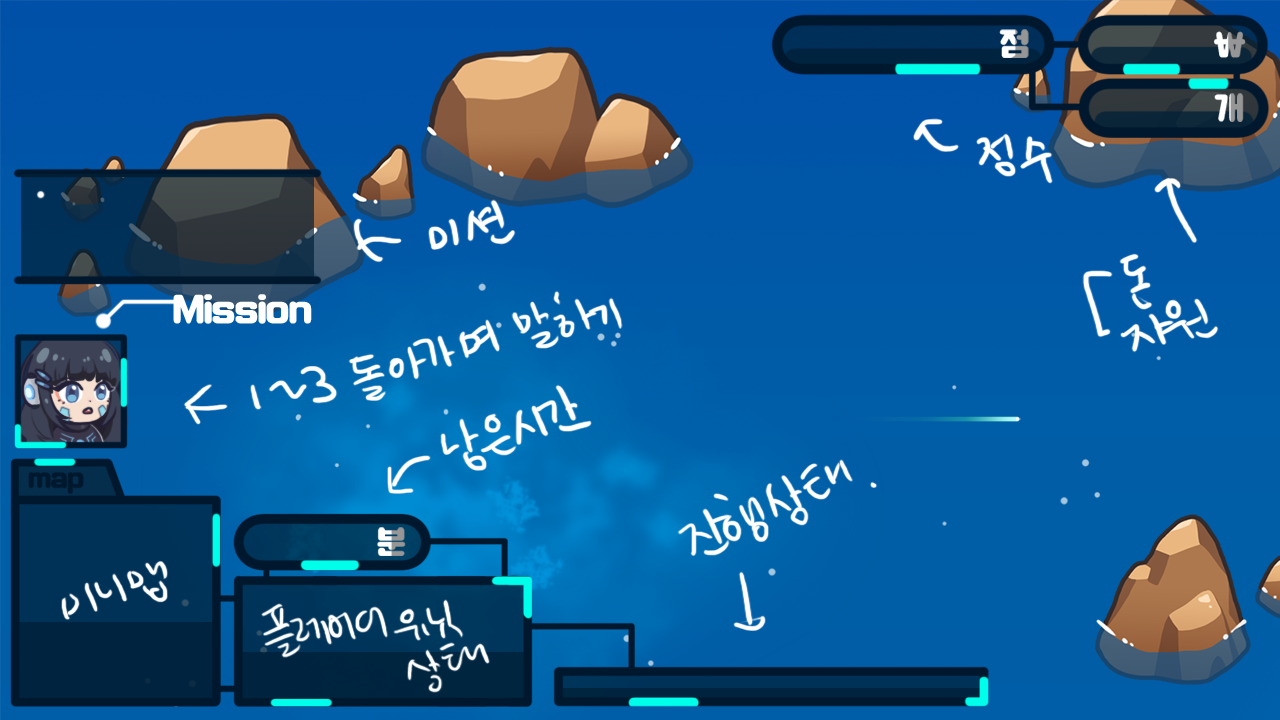 점
₩
개
점수
미션
돈
자원
Mission
1~3 돌아가며 말하기
남은시간
map
분
진행상태.
미니맵
플레이어 유닛
상태